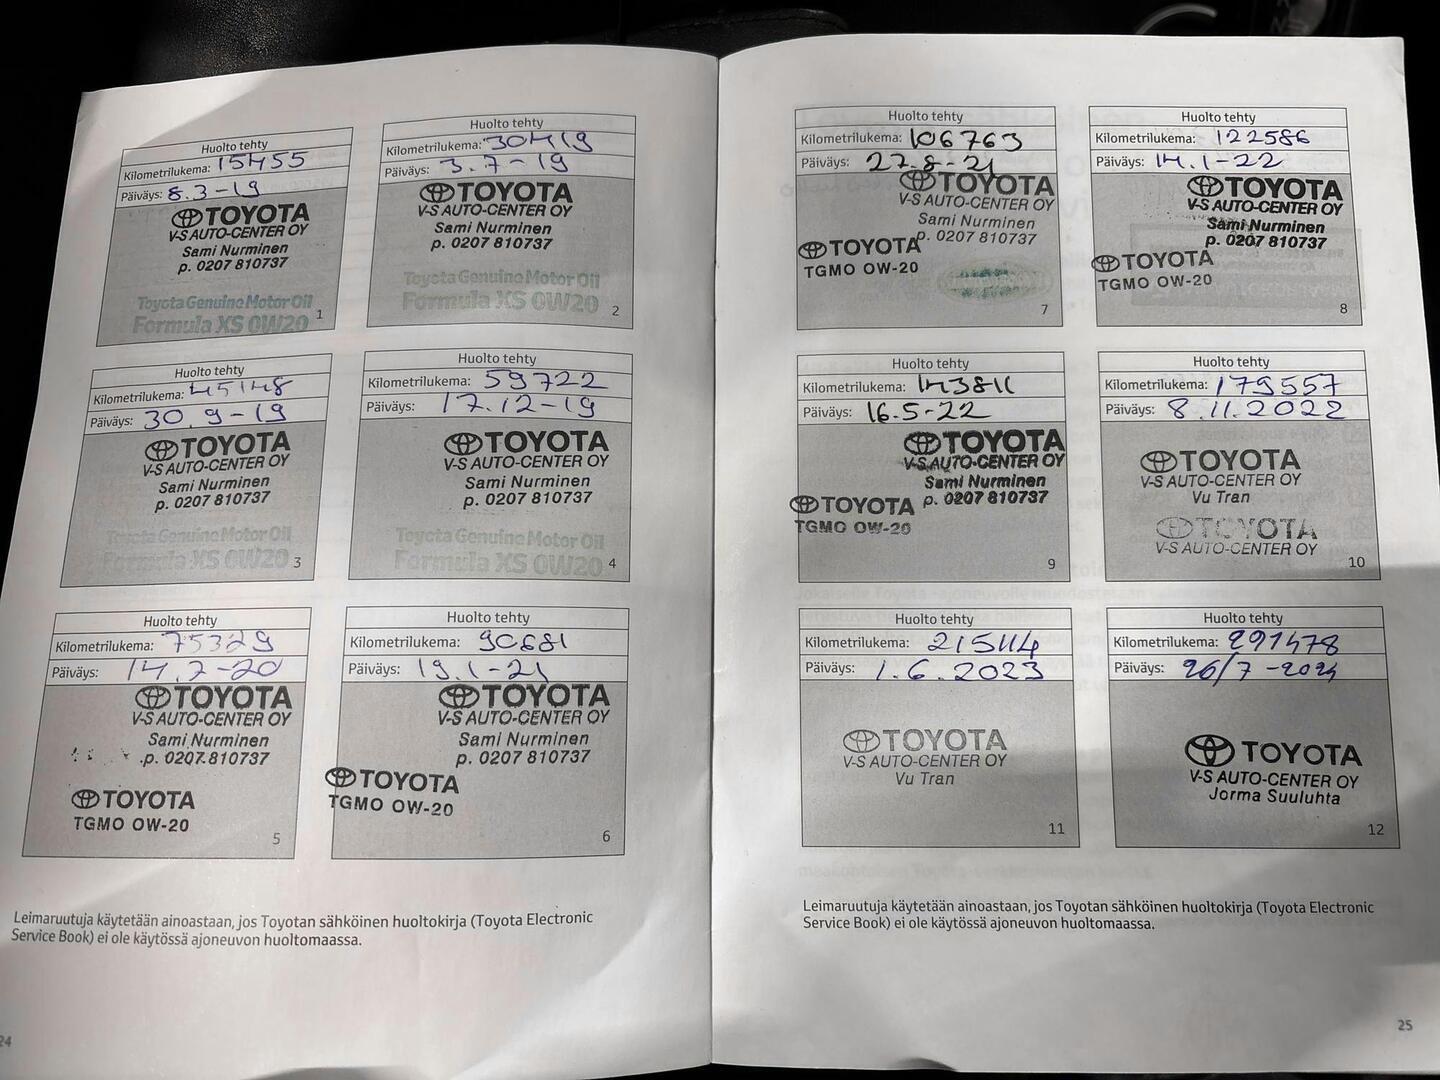 Huolto tehty
Kilometrilukema: 15455
Päiväys: 8.3-19
TOYOTA
V-S AUTO-CENTER OY
Sami Nurminen
p. 0207 810737
Toyota Genuine Motor Oil
Formula XS 0W20
1
Huolto tehty
Kilometrilukema: 30419
Päiväys: 3.7-19
TOYOTA
V-S AUTO-CENTER OY
Sami Nurminen
p. 0207 810737
Toyota Genuine Motor Oil
Formula XS 0W20
2
Huolto tehty
Kilometrilukema: 45148
Päiväys: 30.9-19
TOYOTA
V-S AUTO-CENTER OY
Sami Nurminen
p. 0207 810737
Toyota Genuine Motor Oil
Formula XS 0W20
3
Huolto tehty
Kilometrilukema: 59722
Päiväys: 17.12-19
TOYOTA
V-S AUTO-CENTER OY
Sami Nurminen
p. 0207 810737
Toyota Genuine Motor Oil
Formula XS 0W20
4
Huolto tehty
Kilometrilukema: 75329
Päiväys: 14.7-20
TOYOTA
V-S AUTO-CENTER OY
Sami Nurminen
p. 0207 810737
TOYOTA
TGMO OW-20
5
Huolto tehty
Kilometrilukema: 90681
Päiväys: 19.1-21
TOYOTA
V-S AUTO-CENTER OY
Sami Nurminen
p. 0207 810737
TOYOTA
TGMO OW-20
6
Leimaruutuja käytetään ainoastaan, jos Toyotan sähköinen huoltokirja (Toyota Electronic
Service Book) ei ole käytössä ajoneuvon huoltomaassa.
24
Huolto tehty
Kilometrilukema: 106763
Päiväys: 27.8-21
TOYOTA
V-S AUTO-CENTER OY
Sami Nurminen
p. 0207 810737
TOYOTA
TGMO OW-20
7
Huolto tehty
Kilometrilukema: 122586
Päiväys: 14.1-22
TOYOTA
V-S AUTO-CENTER OY
Sami Nurminen
p. 0207 810737
TOYOTA
TGMO OW-20
8
Huolto tehty
Kilometrilukema: 143811
Päiväys: 16.5-22
TOYOTA
V-S AUTO-CENTER OY
Sami Nurminen
p. 0207 810737
TOYOTA
TGMO OW-20
9
Huolto tehty
Kilometrilukema: 179557
Päiväys: 8.11.2022
TOYOTA
V-S AUTO-CENTER OY
Vu Tran
TOYOTA
V-S AUTO-CENTER OY
10
Huolto tehty
Kilometrilukema: 215114
Päiväys: 1.6.2023
TOYOTA
V-S AUTO-CENTER OY
Vu Tran
11
Huolto tehty
Kilometrilukema: 291478
Päiväys: 26/7-2024
TOYOTA
V-S AUTO-CENTER OY
Jorma Suuluhta
12
Leimaruutuja käytetään ainoastaan, jos Toyotan sähköinen huoltokirja (Toyota Electronic
Service Book) ei ole käytössä ajoneuvon huoltomaassa.
25